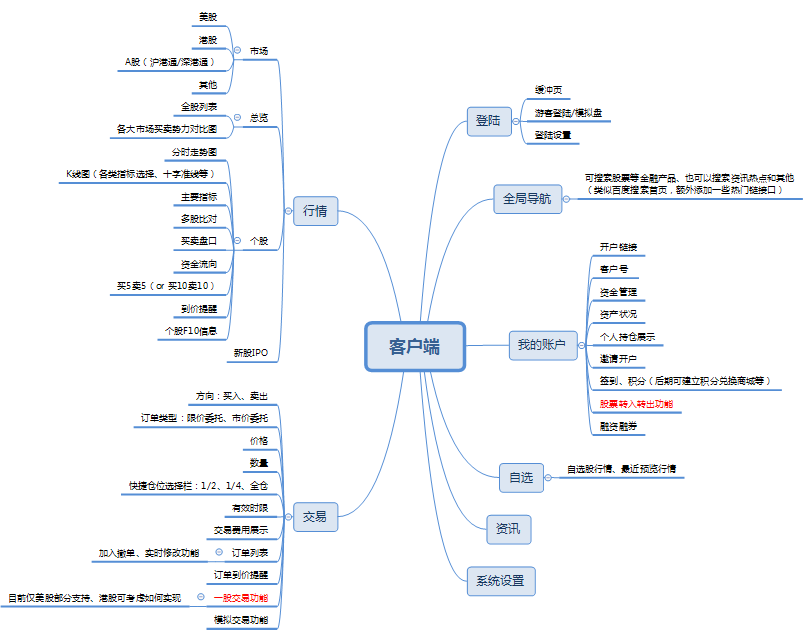 客户端
登陆
缓冲页
游客登陆/模拟盘
登陆设置
全局导航
可搜索股票等金融产品、也可以搜索资讯热点和其他
（类似百度搜索首页，额外添加一些热门链接口）
我的账户
开户链接
客户号
资金管理
资产状况
个人持仓展示
邀请开户
签到、积分（后期可建立积分兑换商城等）
股票转入转出功能
融资融券
自选
自选股行情、最近预览行情
资讯
系统设置
行情
市场
美股
港股
A股（沪港通/深港通）
其他
总览
全股列表
各大市场买卖势力对比图
个股
分时走势图
K线图（各类指标选择、十字准线等）
主要指标
多股比对
买卖盘口
资金流向
买5卖5（or 买10卖10）
到价提醒
个股F10信息
新股IPO
交易
方向：买入、卖出
订单类型：限价委托、市价委托
价格
数量
快捷仓位选择栏：1/2、1/4、全仓
有效时限
交易费用展示
订单列表
加入撤单、实时修改功能
订单到价提醒
一股交易功能
目前仅美股部分支持、港股可考虑如何实现
模拟交易功能